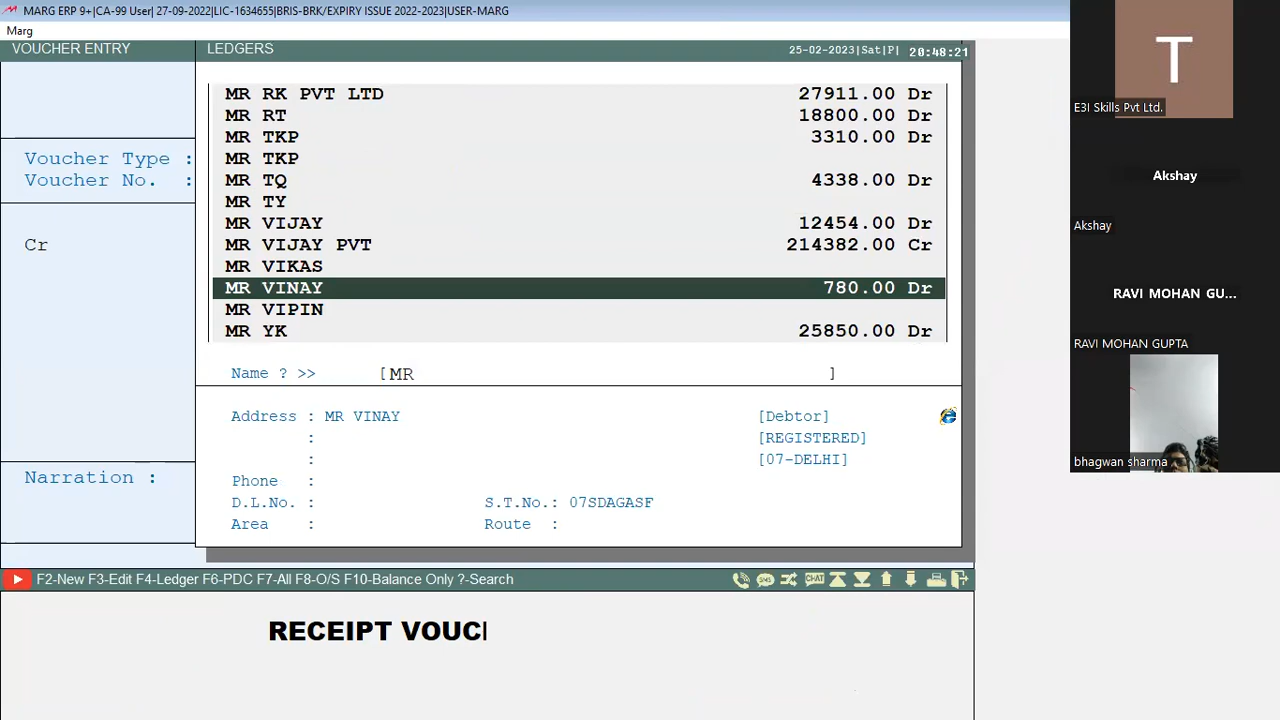 MARG ERP 9+|CA-99 User| 27-09-2022|LIC-1634655|BRIS-BRK/EXPIRY ISSUE 2022-2023|USER-MARG
Marg
VOUCHER ENTRY
LEDGERS 25-02-2023|Sat|P| 20:48:21
MR RK PVT LTD 27911.00 Dr
MR RT 18800.00 Dr
MR TKP 3310.00 Dr
MR TKP
MR TQ 4338.00 Dr
MR TY
MR VIJAY 12454.00 Dr
MR VIJAY PVT 214382.00 Cr
MR VIKAS
MR VINAY 780.00 Dr
MR VIPIN
MR YK 25850.00 Dr
Voucher Type :
Voucher No. :
Cr
Narration :
Name ? >> [MR ]
Address : MR VINAY [Debtor]
: [REGISTERED]
: [07-DELHI]
Phone :
D.L.No. : S.T.No.: 07SDAGASF
Area : Route :
F2-New F3-Edit F4-Ledger F6-PDC F7-All F8-O/S F10-Balance Only ?-Search
SMS
CHAT
RECEIPT VOUC
T
E3I Skills Pvt Ltd.
Akshay
Akshay
RAVI MOHAN GU...
RAVI MOHAN GUPTA
bhagwan sharma